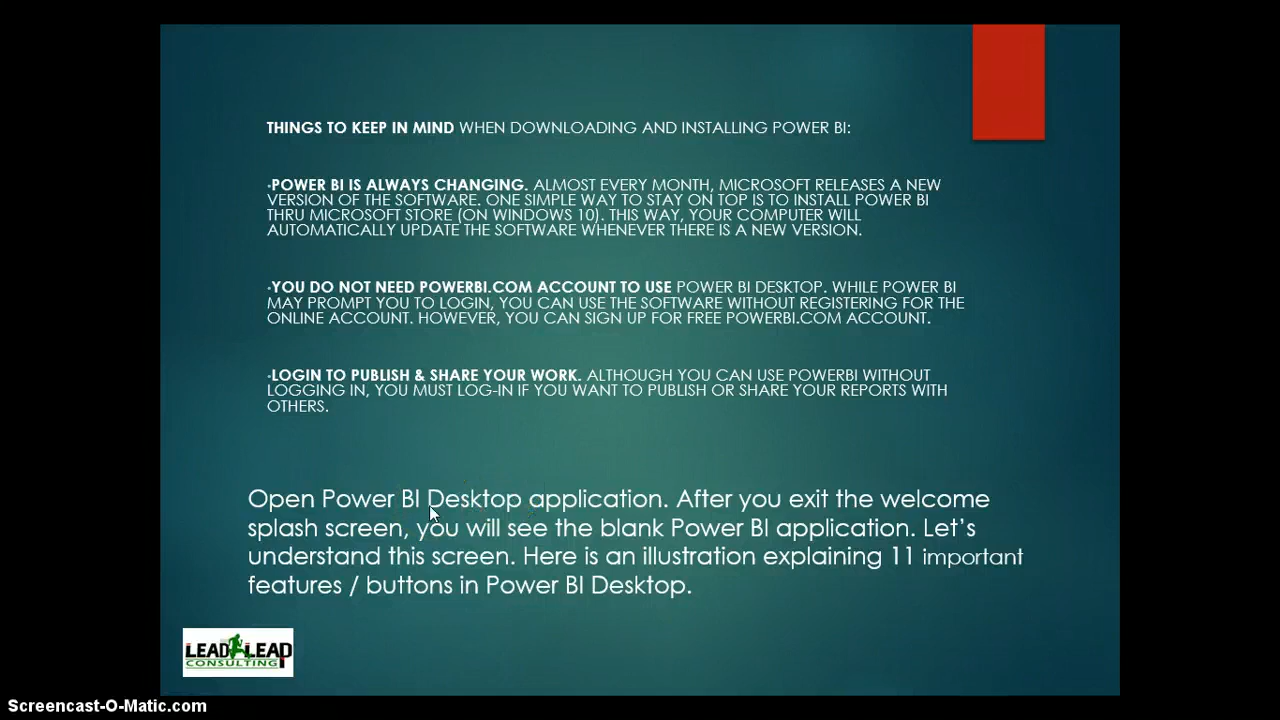 THINGS TO KEEP IN MIND WHEN DOWNLOADING AND INSTALLING POWER BI:
•POWER BI IS ALWAYS CHANGING. ALMOST EVERY MONTH, MICROSOFT RELEASES A NEW
VERSION OF THE SOFTWARE. ONE SIMPLE WAY TO STAY ON TOP IS TO INSTALL POWER BI
THRU MICROSOFT STORE (ON WINDOWS 10). THIS WAY, YOUR COMPUTER WILL
AUTOMATICALLY UPDATE THE SOFTWARE WHENEVER THERE IS A NEW VERSION.
•YOU DO NOT NEED POWERBI.COM ACCOUNT TO USE POWER BI DESKTOP. WHILE POWER BI
MAY PROMPT YOU TO LOGIN, YOU CAN USE THE SOFTWARE WITHOUT REGISTERING FOR THE
ONLINE ACCOUNT. HOWEVER, YOU CAN SIGN UP FOR FREE POWERBI.COM ACCOUNT.
•LOGIN TO PUBLISH & SHARE YOUR WORK. ALTHOUGH YOU CAN USE POWERBI WITHOUT
LOGGING IN, YOU MUST LOG-IN IF YOU WANT TO PUBLISH OR SHARE YOUR REPORTS WITH
OTHERS.
Open Power BI Desktop application. After you exit the welcome
splash screen, you will see the blank Power BI application. Let's
understand this screen. Here is an illustration explaining 11 important
features / buttons in Power BI Desktop.
LEAD LEAP
CONSULTING
Screencast-O-Matic.com